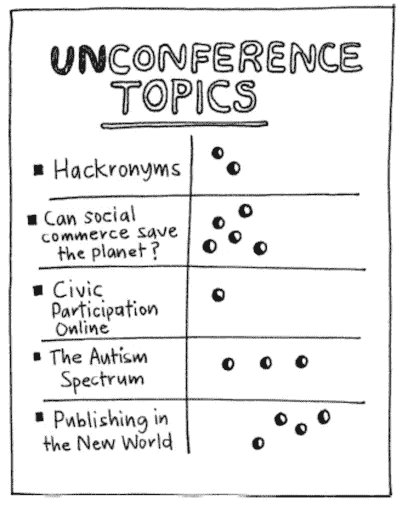 UNCONFERENCE
TOPICS
Hackronyms
Can social
commerce save
the planet?
Civic
Participation
Online
The Autism
Spectrum
Publishing in
the New World